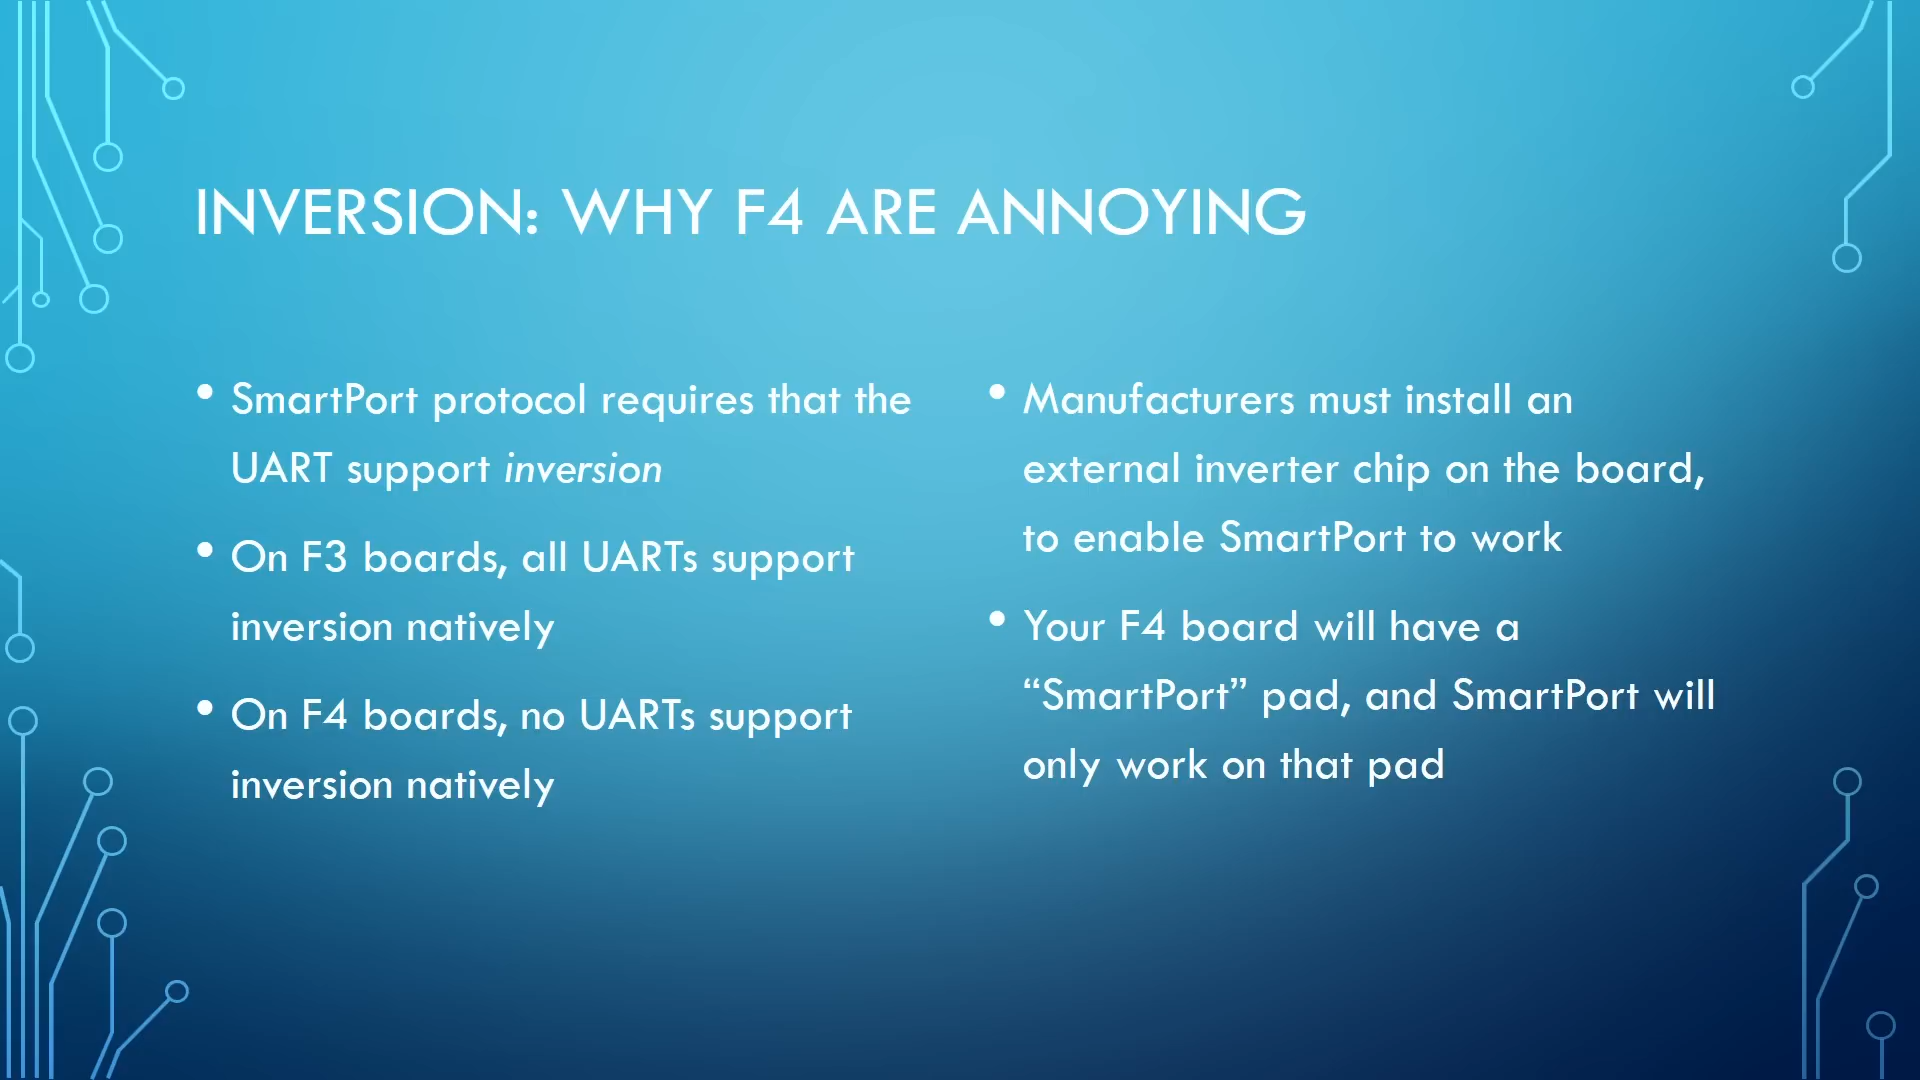 INVERSION: WHY F4 ARE ANNOYING
• SmartPort protocol requires that the
UART support inversion
• On F3 boards, all UARTs support
inversion natively
• On F4 boards, no UARTs support
inversion natively
• Manufacturers must install an
external inverter chip on the board,
to enable SmartPort to work
• Your F4 board will have a
“SmartPort” pad, and SmartPort will
only work on that pad